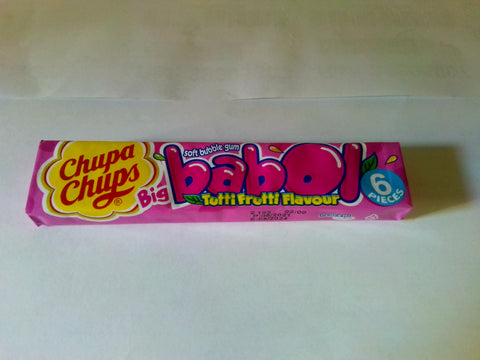 Chupa
Chups
®
Big
soft bubble gum
babol
Tutti Frutti Flavour
6
PIECES